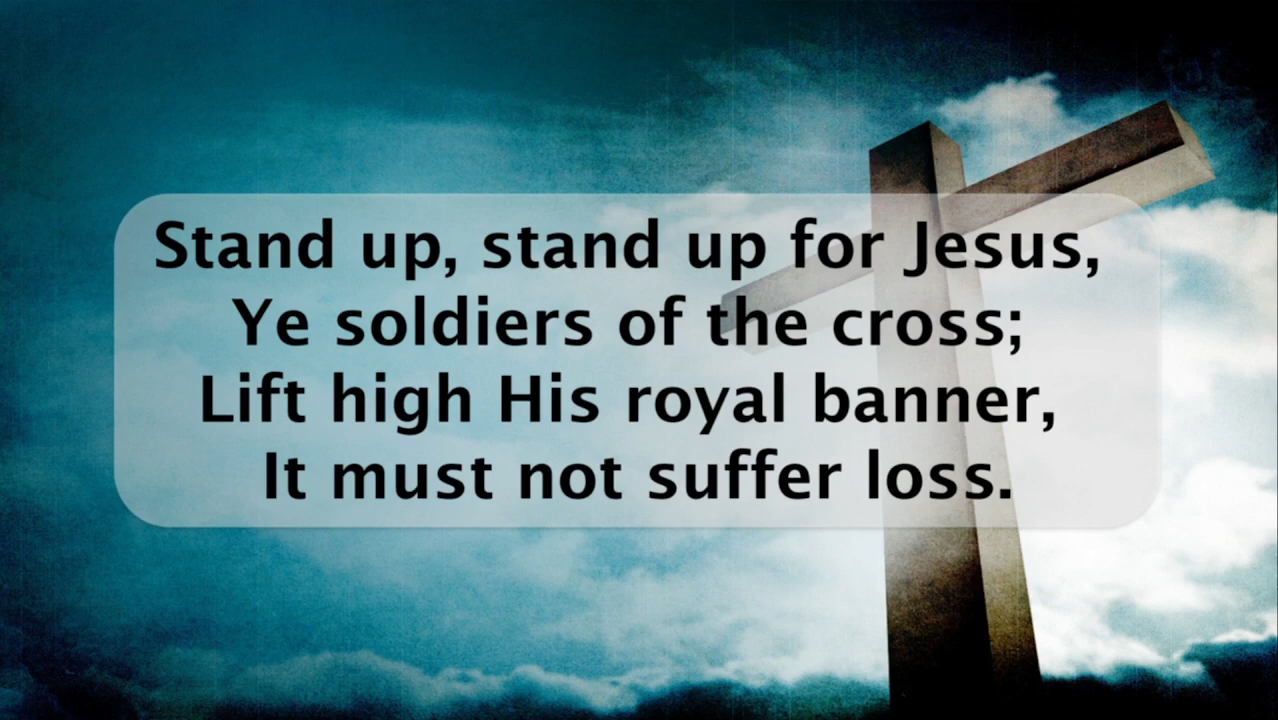 Stand up, stand up for Jesus,
Ye soldiers of the cross;
Lift high His royal banner,
It must not suffer loss.